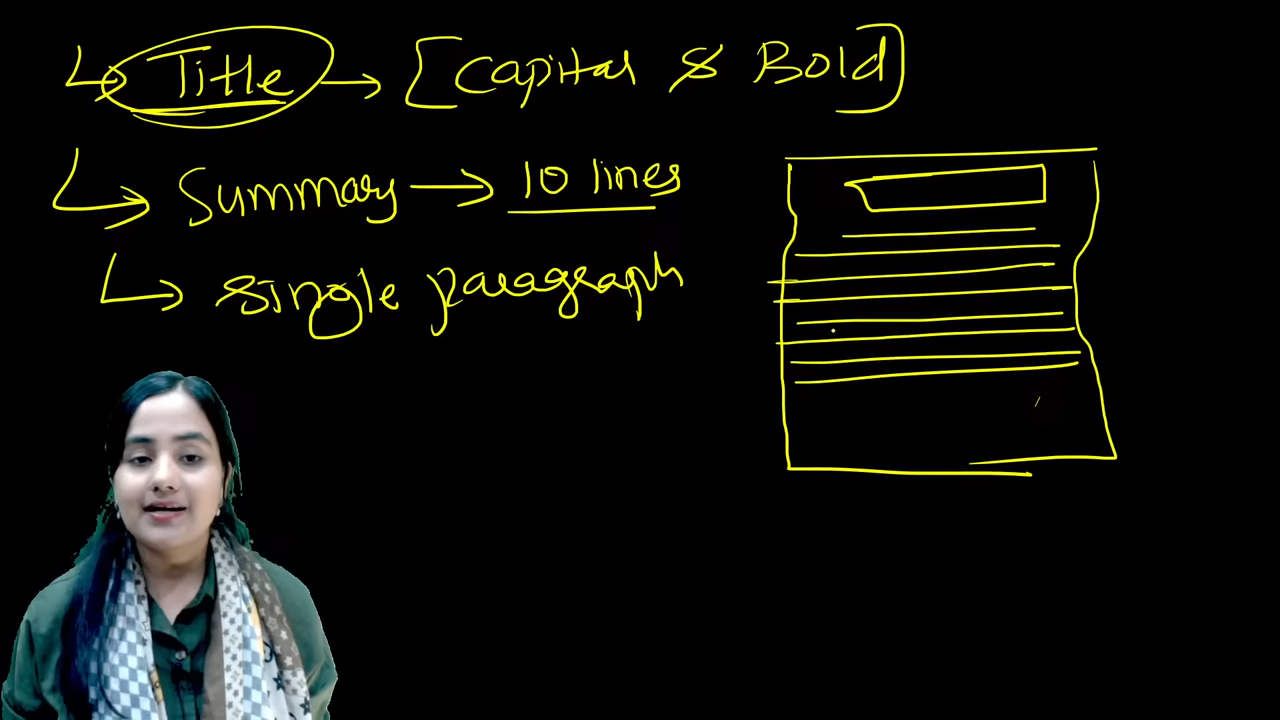 Title → [Capital & Bold]
Summary → 10 lines
single paragraph